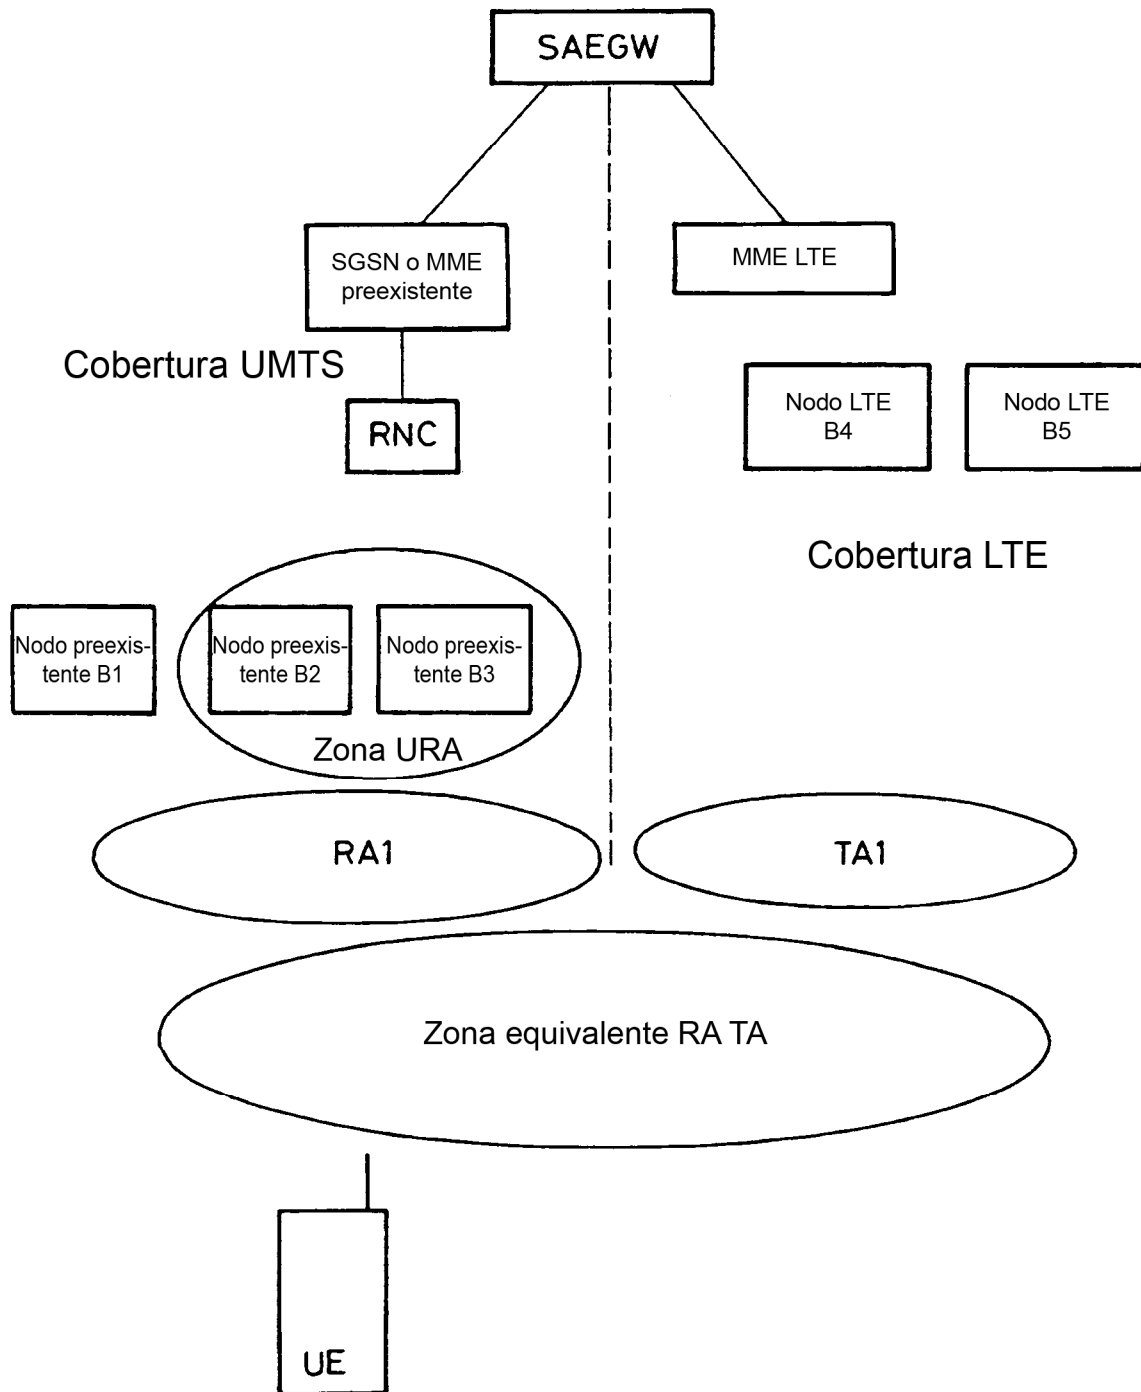 SAEGW
SGSN o MME
preexistente
MME LTE
Cobertura UMTS
RNC
Nodo LTE
B4
Nodo LTE
B5
Cobertura LTE
Nodo preexis-
tente B1
Nodo preexis-
tente B2
Nodo preexis-
tente B3
Zona URA
RA1
TA1
Zona equivalente RA TA
UE